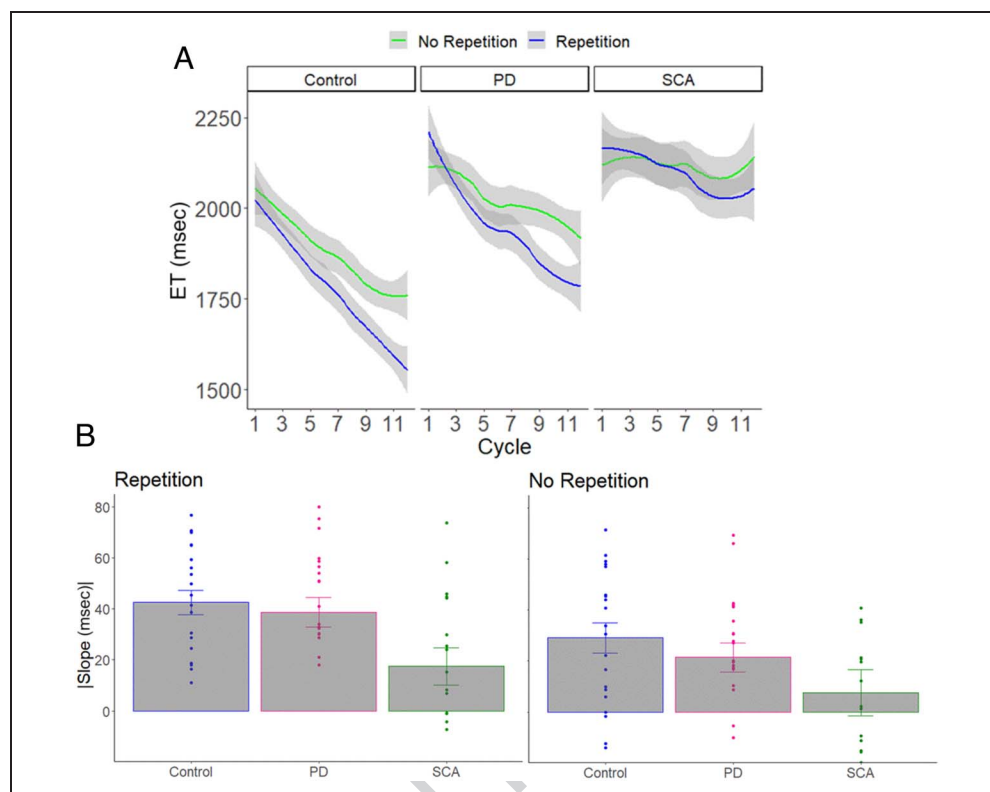 No Repetition Repetition
A
Control PD SCA
2250
2000
1750
1500
ET (msec)
1 3 5 7 9 11 1 3 5 7 9 11 1 3 5 7 9 11
Cycle
B
Repetition No Repetition
80
60
40
20
0
|Slope (msec)|
Control PD SCA Control PD SCA